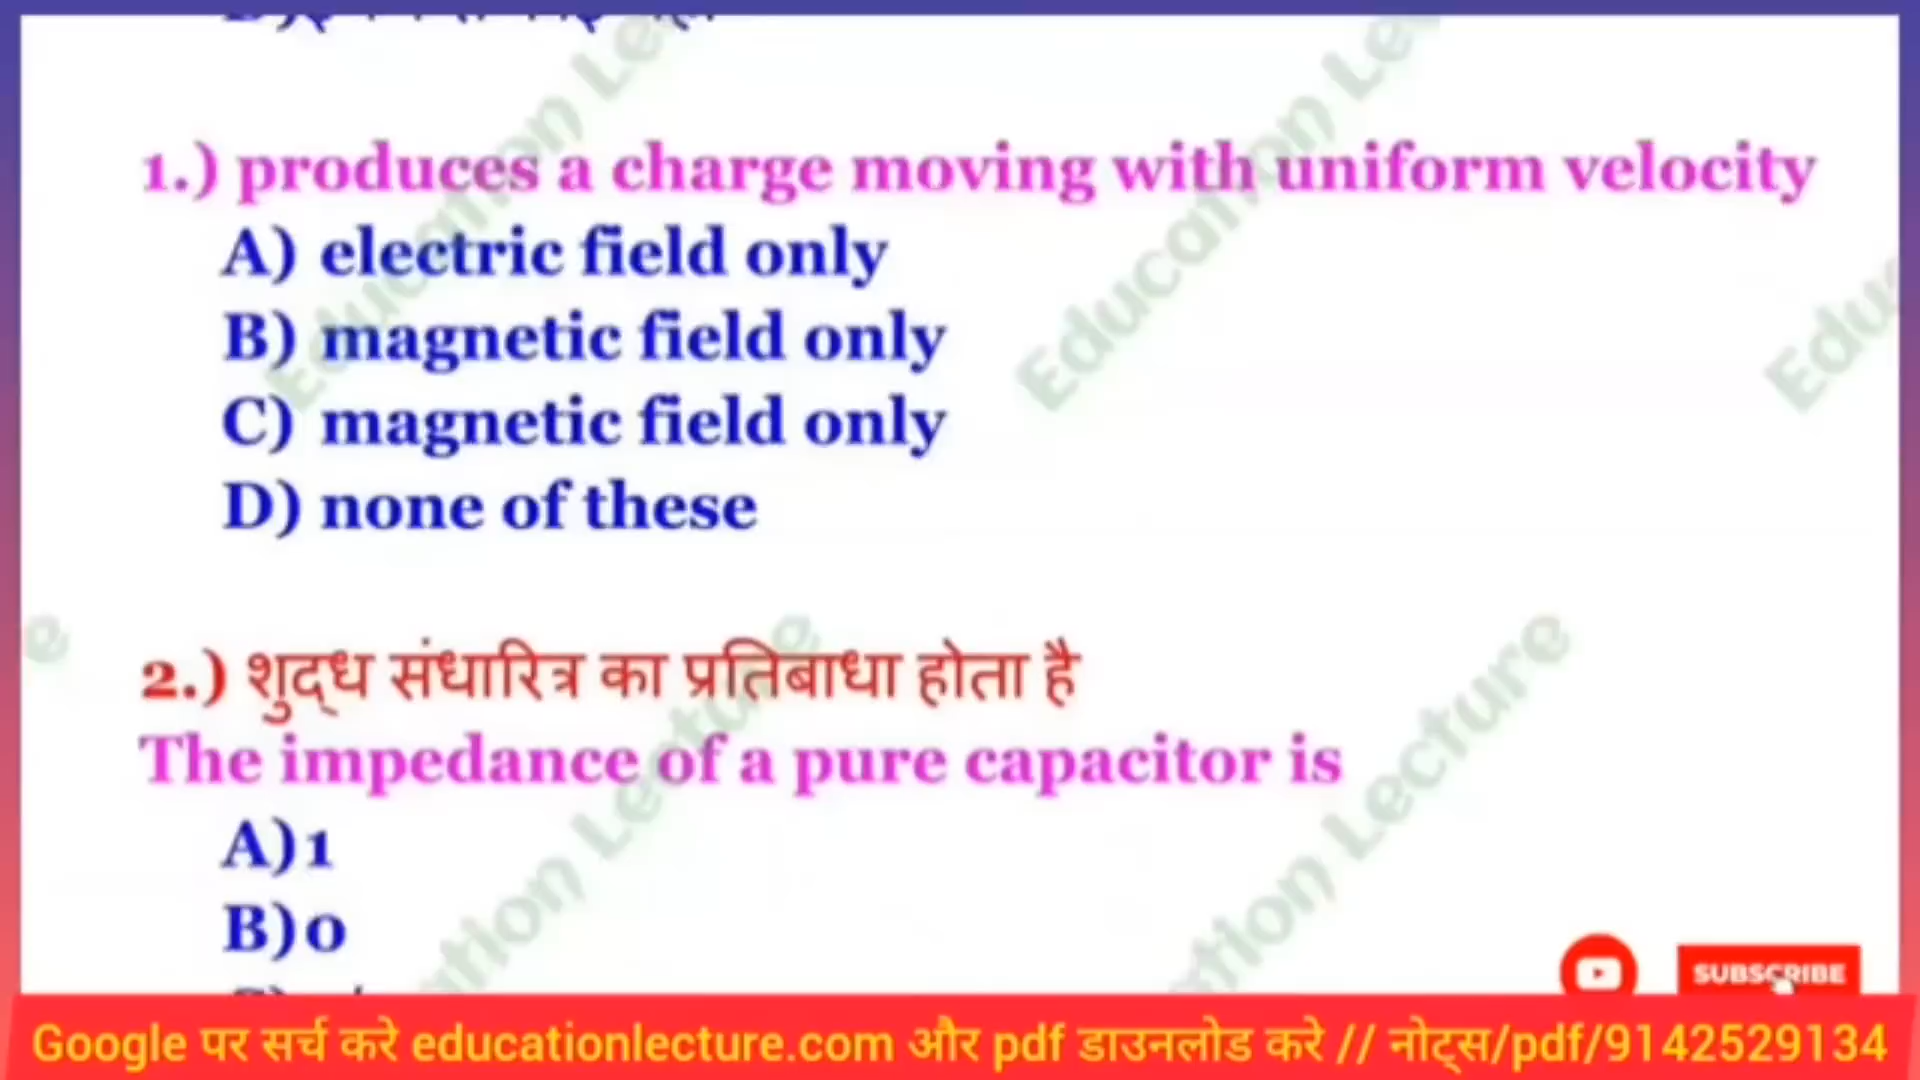 1.) produces a charge moving with uniform velocity
A) electric field only
B) magnetic field only
C) magnetic field only
D) none of these
2.) शुद्ध संधारित्र का प्रतिबाधा होता है
The impedance of a pure capacitor is
A)1
B)0
SUBSCRIBE
Google पर सर्च करे educationlecture.com और pdf डाउनलोड करे // नोट्स/pdf/9142529134
Education Lecture
Education Lecture